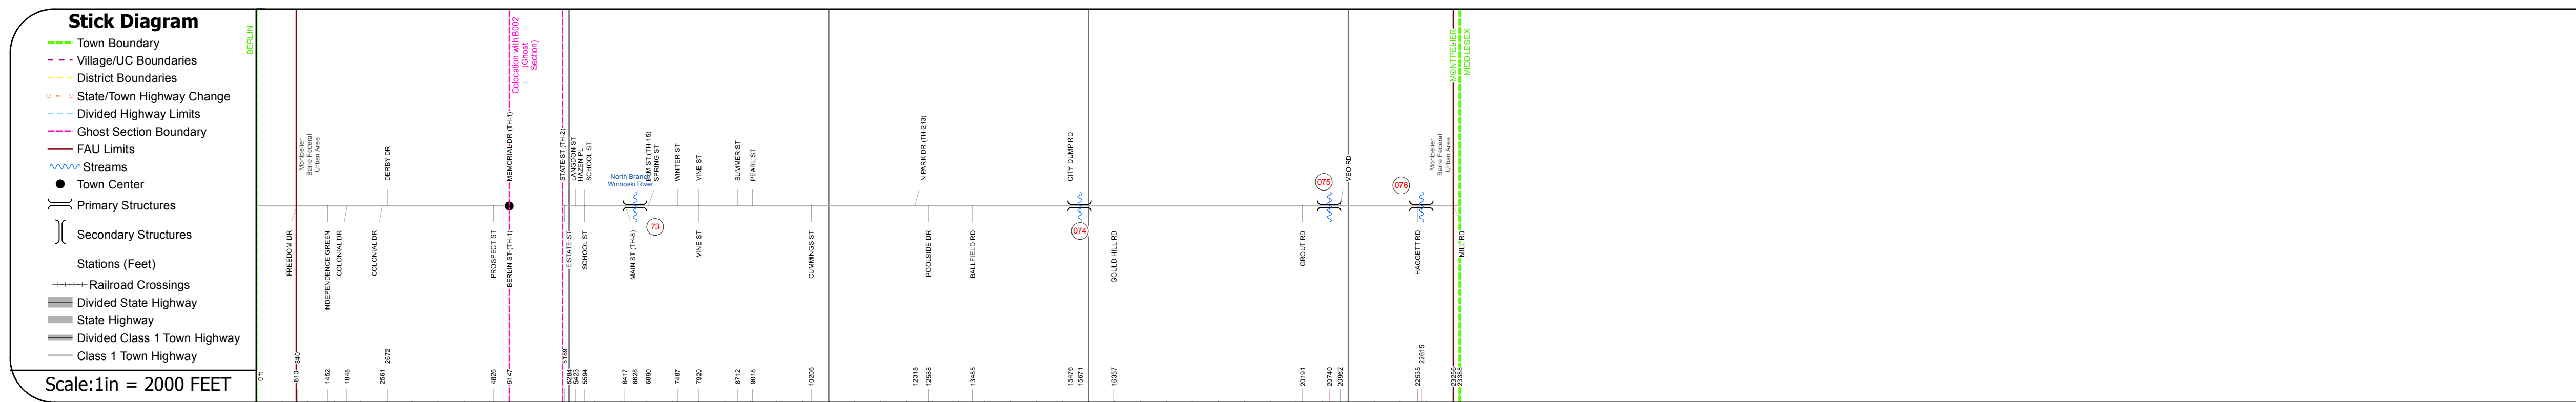 Stick Diagram
Town Boundary
Village/UC Boundaries
District Boundaries
State/Town Highway Change
Divided Highway Limits
Ghost Section Boundary
FAU Limits
Streams
Town Center
Primary Structures
Secondary Structures
Stations (Feet)
Railroad Crossings
Divided State Highway
State Highway
Divided Class 1 Town Highway
Class 1 Town Highway
Scale:1in = 2000 FEET
BERLIN
Montpelier
Barre Federal
Urban Area
DERBY DR
MEMORIAL DR (TH-1)
Colocation with B002
(Ghost
Section)
STATE ST (TH-2)
LANGDON ST
HAZEN PL
SCHOOL ST
North Branch
Winooski River
ELM ST (TH-15)
SPRING ST
WINTER ST
VINE ST
SUMMER ST
PEARL ST
N PARK DR (TH-213)
CITY DUMP RD
075
VEO RD
076
Montpelier
Barre Federal
Urban Area
MONTPELIER
MIDDLESEX
FREEDOM DR
INDEPENDENCE GREEN
COLONIAL DR
COLONIAL DR
PROSPECT ST
BERLIN ST (TH-1)
E STATE ST
SCHOOL ST
MAIN ST (TH-8)
73
VINE ST
CUMMINGS ST
POOLSIDE DR
BALLFIELD RD
074
GOULD HILL RD
GROUT RD
HAGGETT RD
MILL RD
0 ft
813
840
1452
1848
2561
2672
4826
5147
5189
5284
5423
5594
6417
6628
6890
7487
7920
8712
9018
10206
12318
12588
13485
15476
15671
16357
20191
20740
20962
22535
22615
23256
23388